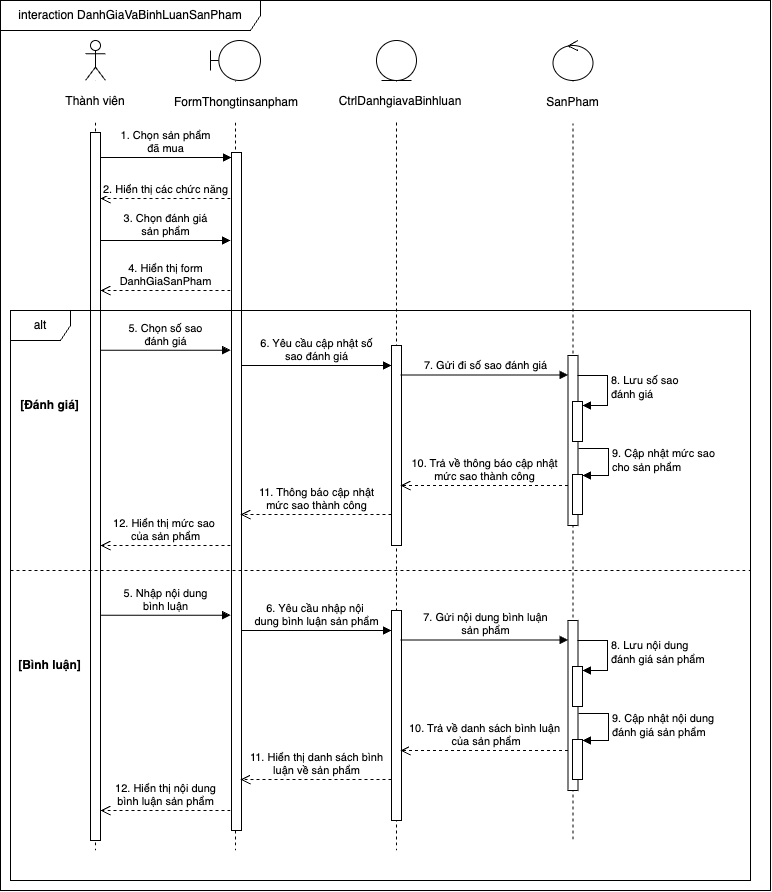 interaction DanhGiaVaBinhLuanSanPham
Thành viên
FormThongtinsanpham
CtrlDanhgiavaBinhluan
SanPham
1. Chọn sản phẩm
đã mua
2. Hiển thị các chức năng
3. Chọn đánh giá
sản phẩm
4. Hiển thị form
DanhGiaSanPham
alt
5. Chọn số sao
đánh giá
6. Yêu cầu cập nhật số
sao đánh giá
7. Gửi đi số sao đánh giá
8. Lưu số sao
đánh giá
[Đánh giá]
9. Cập nhật mức sao
cho sản phẩm
10. Trả về thông báo cập nhật
mức sao thành công
11. Thông báo cập nhật
mức sao thành công
12. Hiển thị mức sao
của sản phẩm
5. Nhập nội dung
bình luận
6. Yêu cầu nhập nội
dung bình luận sản phẩm
7. Gửi nội dung bình luận
sản phẩm
8. Lưu nội dung
đánh giá sản phẩm
[Bình luận]
9. Cập nhật nội dung
đánh giá sản phẩm
10. Trả về danh sách bình luận
của sản phẩm
11. Hiển thị danh sách bình
luận về sản phẩm
12. Hiển thị nội dung
bình luận sản phẩm